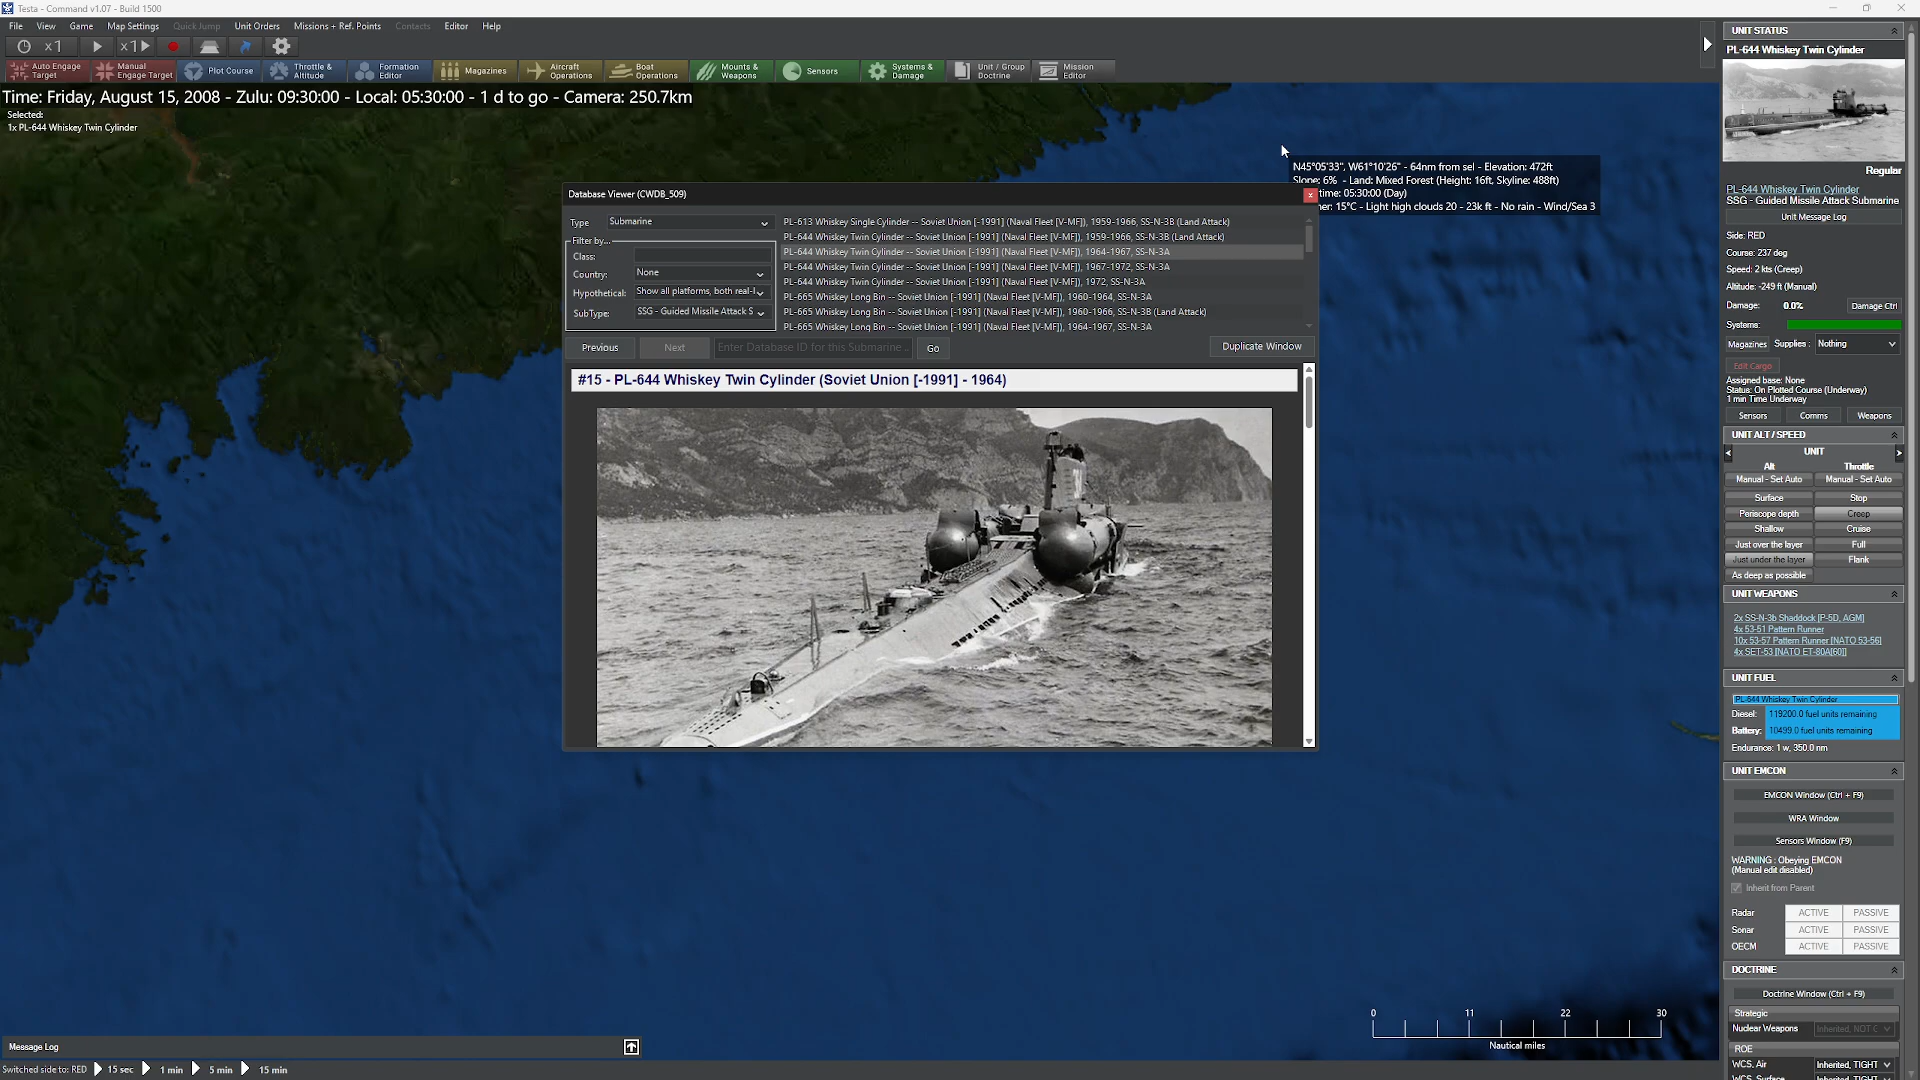 Testa - Command v1.07 - Build 1500
File View Game Map Settings Quick Jump Unit Orders Missions + Ref. Points Contacts Editor Help
x1 x1
Auto Engage Target
Manual Engage Target
Plot Course
Throttle & Altitude
Formation Editor
Magazines
Aircraft Operations
Boat Operations
Mounts & Weapons
Sensors
Systems & Damage
Unit / Group Doctrine
Mission Editor
Time: Friday, August 15, 2008 - Zulu: 09:30:00 - Local: 05:30:00 - 1 d to go - Camera: 250.7km
Selected:
1x PL-644 Whiskey Twin Cylinder
N45°05'33", W61°10'26" - 64nm from sel - Elevation: 472ft
Slope: 6% - Land: Mixed Forest (Height: 16ft, Skyline: 488ft)
time: 05:30:00 (Day)
15°C - Light high clouds 20 - 23k ft - No rain - Wind/Sea 3
Database Viewer (CWDB_509)
Type Submarine
Filter by...
Class:
Country: None
Hypothetical: Show all platforms, both real-l
SubType: SSG - Guided Missile Attack S
PL-613 Whiskey Single Cylinder -- Soviet Union [-1991] (Naval Fleet [V-MF]), 1959-1966, SS-N-3B (Land Attack)
PL-644 Whiskey Twin Cylinder -- Soviet Union [-1991] (Naval Fleet [V-MF]), 1959-1966, SS-N-3B (Land Attack)
PL-644 Whiskey Twin Cylinder -- Soviet Union [-1991] (Naval Fleet [V-MF]), 1964-1967, SS-N-3A
PL-644 Whiskey Twin Cylinder -- Soviet Union [-1991] (Naval Fleet [V-MF]), 1967-1972, SS-N-3A
PL-644 Whiskey Twin Cylinder -- Soviet Union [-1991] (Naval Fleet [V-MF]), 1972, SS-N-3A
PL-665 Whiskey Long Bin -- Soviet Union [-1991] (Naval Fleet [V-MF]), 1960-1964, SS-N-3A
PL-665 Whiskey Long Bin -- Soviet Union [-1991] (Naval Fleet [V-MF]), 1960-1966, SS-N-3B (Land Attack)
PL-665 Whiskey Long Bin -- Soviet Union [-1991] (Naval Fleet [V-MF]), 1964-1967, SS-N-3A
Previous Next Enter Database ID for this Submarine .. Go Duplicate Window
#15 - PL-644 Whiskey Twin Cylinder (Soviet Union [-1991] - 1964)
UNIT STATUS
PL-644 Whiskey Twin Cylinder
Regular
PL-644 Whiskey Twin Cylinder
SSG - Guided Missile Attack Submarine
Unit Message Log
Side: RED
Course: 237 deg
Speed: 2 kts (Creep)
Altitude: -249 ft (Manual)
Damage: 0.0% Damage Ctrl
Systems:
Magazines Supplies : Nothing
Edit Cargo
Assigned base: None
Status: On Plotted Course (Underway)
1 min Time Underway
Sensors Comms Weapons
UNIT ALT / SPEED
< UNIT >
Alt Throttle
Manual - Set Auto Manual - Set Auto
Surface Stop
Periscope depth Creep
Shallow Cruise
Just over the layer Full
Just under the layer Flank
As deep as possible
UNIT WEAPONS
2x SS-N-3b Shaddock [P-5D, AGM]
4x 53-51 Pattern Runner
10x 53-57 Pattern Runner [NATO 53-56]
4x SET-53 [NATO ET-80A[60]]
UNIT FUEL
PL-644 Whiskey Twin Cylinder
Diesel: 119200.0 fuel units remaining
Battery: 10499.0 fuel units remaining
Endurance: 1 w, 350.0 nm
UNIT EMCON
EMCON Window (Ctrl + F9)
WRA Window
Sensors Window (F9)
WARNING : Obeying EMCON
(Manual edit disabled)
Inherit from Parent
Radar ACTIVE PASSIVE
Sonar ACTIVE PASSIVE
OECM ACTIVE PASSIVE
DOCTRINE
Doctrine Window (Ctrl + F9)
Strategic
Nuclear Weapons Inherited, NOT C
ROE
WCS, Air Inherited, TIGHT
WCS, Surface Inherited, TIGHT
0 11 22 30
Nautical miles
Message Log
Switched side to: RED 15 sec 1 min 5 min 15 min